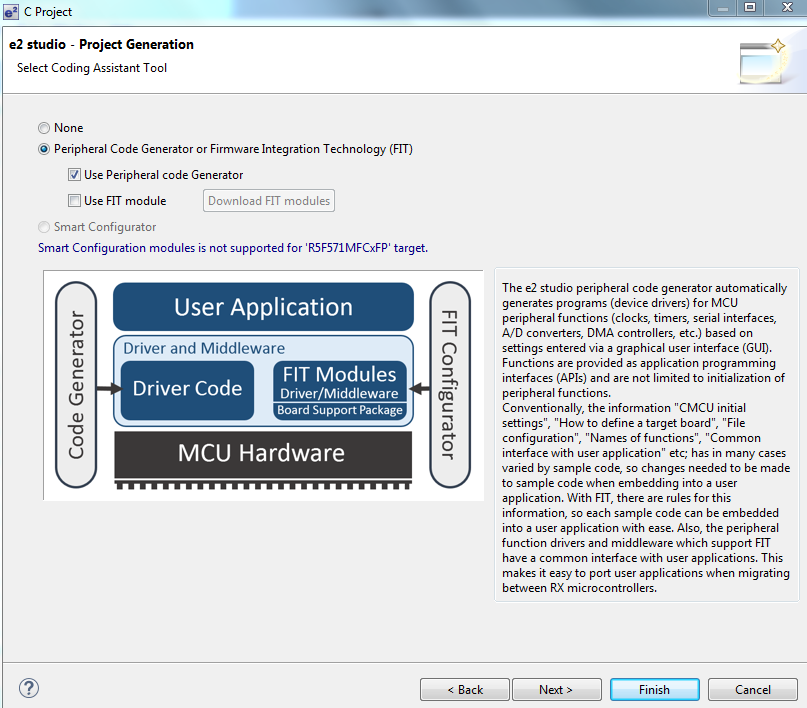 e² C Project
e2 studio - Project Generation
Select Coding Assistant Tool
None
Peripheral Code Generator or Firmware Integration Technology (FIT)
Use Peripheral code Generator
Use FIT module
Download FIT modules
Smart Configurator
Smart Configuration modules is not supported for 'R5F571MFCxFP' target.
Code Generator
User Application
Driver and Middleware
Driver Code
FIT Modules
Driver/Middleware
Board Support Package
MCU Hardware
FIT Configurator
The e2 studio peripheral code generator automatically
generates programs (device drivers) for MCU
peripheral functions (clocks, timers, serial interfaces,
A/D converters, DMA controllers, etc.) based on
settings entered via a graphical user interface (GUI).
Functions are provided as application programming
interfaces (APIs) and are not limited to initialization of
peripheral functions.
Conventionally, the information "CMCU initial
settings", "How to define a target board", "File
configuration", "Names of functions", "Common
interface with user application" etc; has in many cases
varied by sample code, so changes needed to be made
to sample code when embedding into a user
application. With FIT, there are rules for this
information, so each sample code can be embedded
into a user application with ease. Also, the peripheral
function drivers and middleware which support FIT
have a common interface with user applications. This
makes it easy to port user applications when migrating
between RX microcontrollers.
?
< Back
Next >
Finish
Cancel